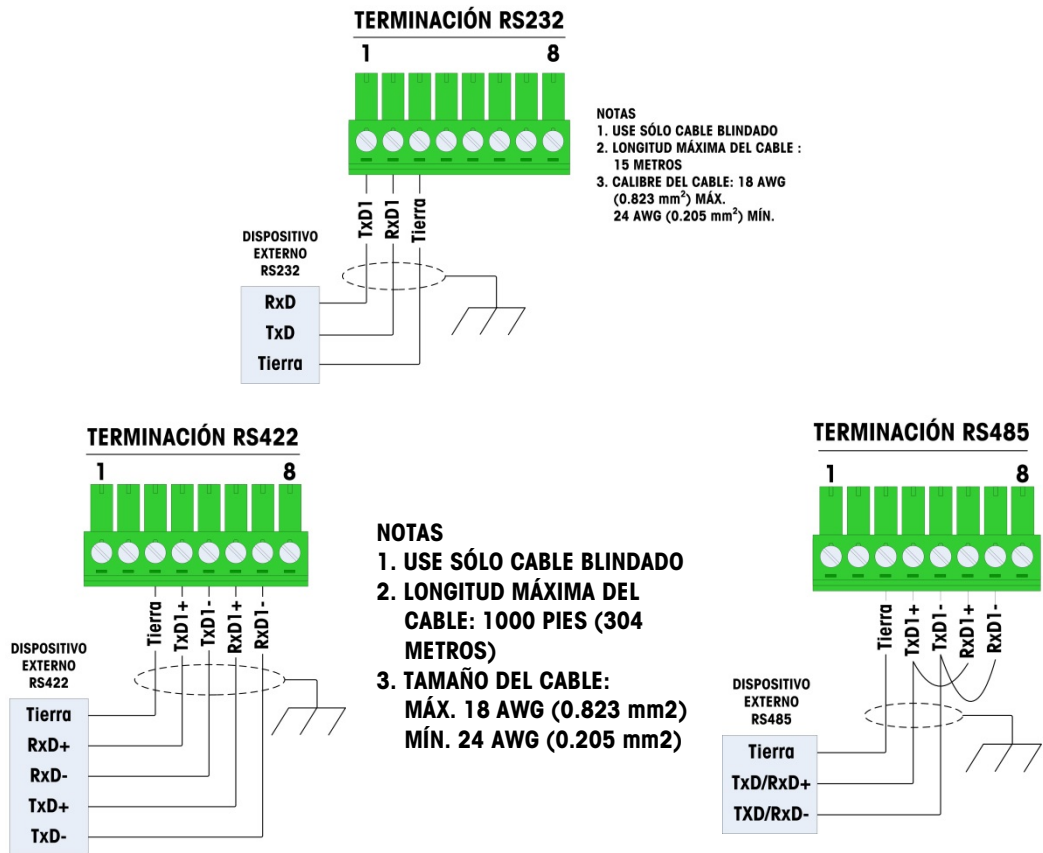 TERMINACIÓN RS232
1 8
NOTAS
1. USE SÓLO CABLE BLINDADO
2. LONGITUD MÁXIMA DEL CABLE :
15 METROS
3. CALIBRE DEL CABLE: 18 AWG
(0.823 mm²) MÁX.
24 AWG (0.205 mm²) MÍN.
TxD1
RxD1
Tierra
DISPOSITIVO
EXTERNO
RS232
RxD
TxD
Tierra
TERMINACIÓN RS422
1 8
Tierra
TxD1+
TxD1-
RxD1+
RxD1-
DISPOSITIVO
EXTERNO
RS422
Tierra
RxD+
RxD-
TxD+
TxD-
NOTAS
1. USE SÓLO CABLE BLINDADO
2. LONGITUD MÁXIMA DEL
CABLE: 1000 PIES (304
METROS)
3. TAMAÑO DEL CABLE:
MÁX. 18 AWG (0.823 mm2)
MÍN. 24 AWG (0.205 mm2)
TERMINACIÓN RS485
1 8
Tierra
TxD1+
TxD1-
RxD1+
RxD1-
DISPOSITIVO
EXTERNO
RS485
Tierra
TxD/RxD+
TXD/RxD-